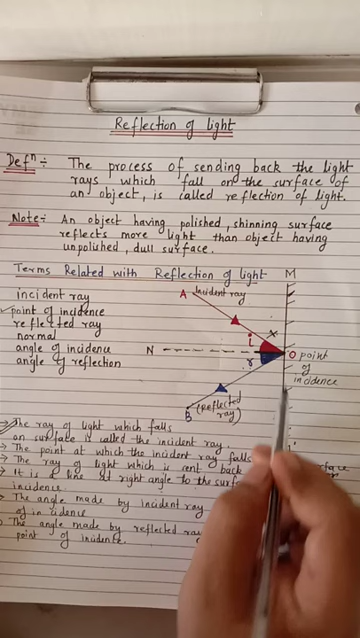 Reflection of light
Defⁿ:- The process of sending back the light
rays which fall on the surface of
an object, is called reflection of light.
Note:- An object having polished, shinning surface
reflects more light than object having
unpolished, dull surface.
Terms Related with Reflection of light
M
incident ray
point of incidence
reflected ray
normal
angle of incidence
angle of reflection
A
Incident ray
X
i
N
O point
of
incidence
r
(Reflected
ray)
B
The ray of light which falls
an surface is called the incident ray.
→ The point at which the incident ray falls
→ The ray of light which is sent back
→ It is a line at right angle to the surf
incidence.
→ The angle made by incident ray
of incidence
→ The angle made by reflected ray
point of incidence.